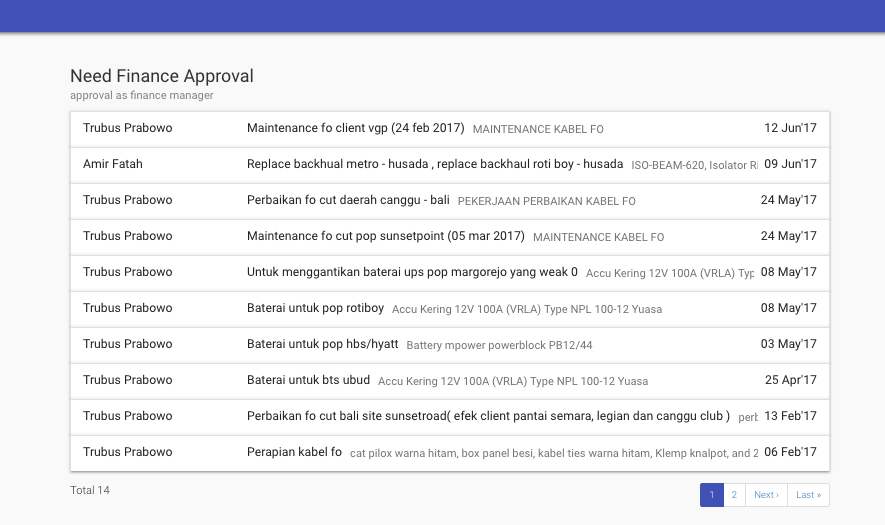 Need Finance Approval
approval as finance manager
Trubus Prabowo Maintenance fo client vgp (24 feb 2017) MAINTENANCE KABEL FO 12 Jun'17
Amir Fatah Replace backhual metro - husada , replace backhaul roti boy - husada ISO-BEAM-620, Isolator 09 Jun'17
Trubus Prabowo Perbaikan fo cut daerah canggu - bali PEKERJAAN PERBAIKAN KABEL FO 24 May'17
Trubus Prabowo Maintenance fo cut pop sunsetpoint (05 mar 2017) MAINTENANCE KABEL FO 24 May'17
Trubus Prabowo Untuk menggantikan baterai ups pop margorejo yang weak 0 Accu Kering 12V 100A (VRLA) Typ 08 May'17
Trubus Prabowo Baterai untuk pop rotiboy Accu Kering 12V 100A (VRLA) Type NPL 100-12 Yuasa 08 May'17
Trubus Prabowo Baterai untuk pop hbs/hyatt Battery mpower powerblock PB12/44 03 May'17
Trubus Prabowo Baterai untuk bts ubud Accu Kering 12V 100A (VRLA) Type NPL 100-12 Yuasa 25 Apr'17
Trubus Prabowo Perbaikan fo cut bali site sunsetroad( efek client pantai semara, legian dan canggu club ) perb 13 Feb'17
Trubus Prabowo Perapian kabel fo cat pilox warna hitam, box panel besi, kabel ties warna hitam, Klemp knalpot, and 2 06 Feb'17
Total 14
1 2 Next › Last »